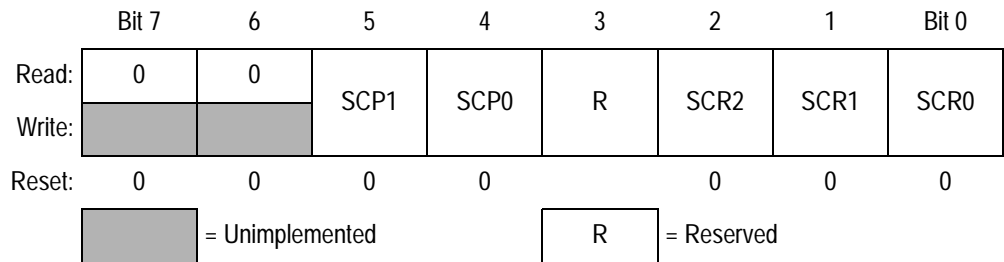 Bit 7 6 5 4 3 2 1 Bit 0
Read: 0 0 SCP1 SCP0 R SCR2 SCR1 SCR0
Write:
Reset: 0 0 0 0 0 0 0
= Unimplemented R = Reserved